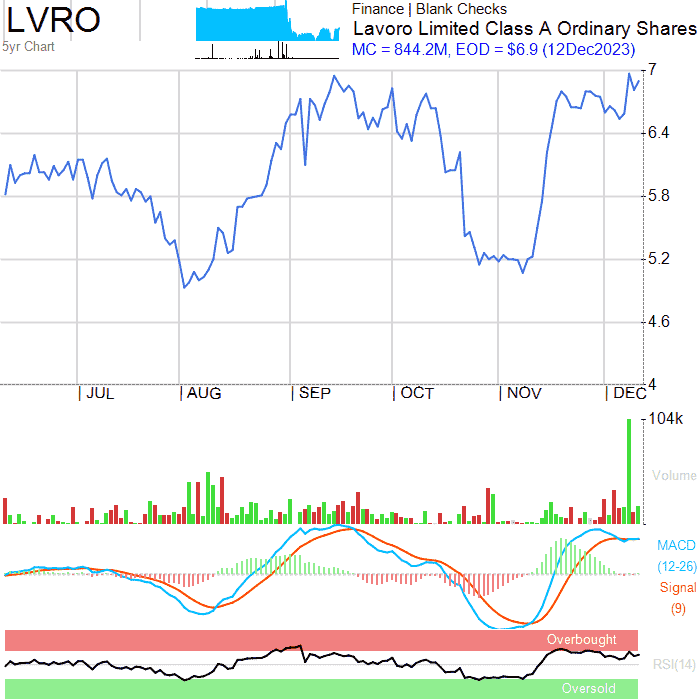 LVRO
5yr Chart
Finance | Blank Checks
Lavoro Limited Class A Ordinary Shares
MC = 844.2M, EOD = $6.9 (12Dec2023)
7
6.4
5.8
5.2
4.6
4
| JUL | AUG | SEP | OCT | NOV | DEC
104k
Volume
MACD
(12-26)
Signal
(9)
Overbought
RSI(14)
Oversold